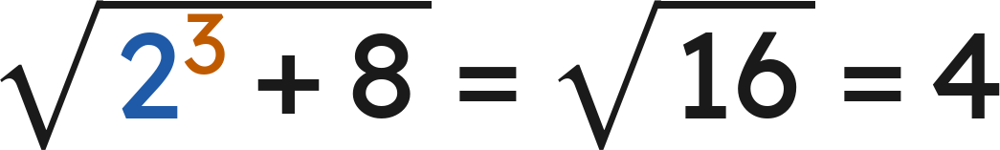 √(2³ + 8) = √16 = 4